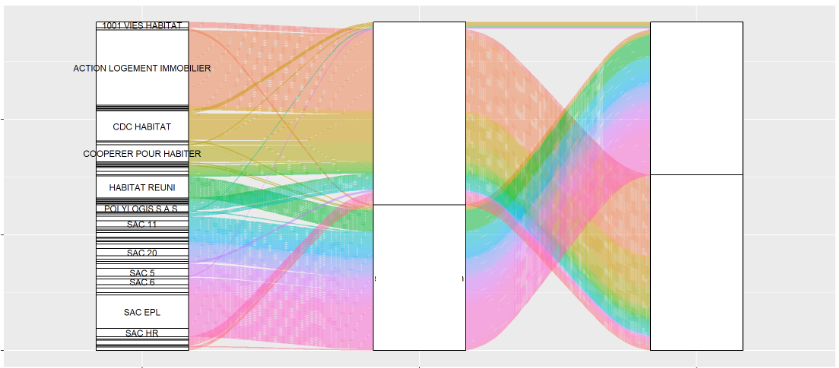 1001 VIES HABITAT
ACTION LOGEMENT IMMOBILIER
CDC HABITAT
COOPERER POUR HABITER
HABITAT REUNI
POLYLOGIS S.A.S
SAC 11
SAC 20
SAC 5
SAC 6
SAC EPL
SAC HR